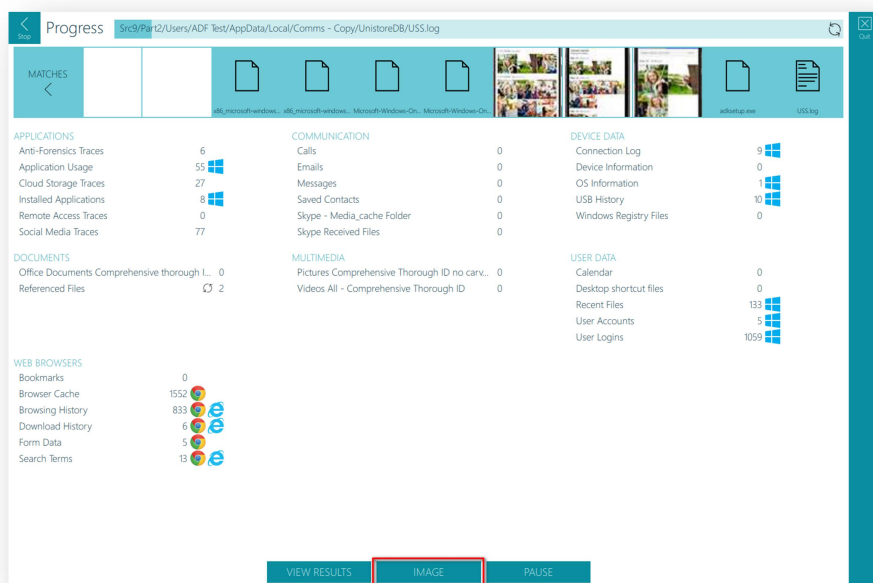 Stop
Progress
Src9/Part2/Users/ADF Test/AppData/Local/Comms - Copy/UnistoreDB/USS.log
Quit
MATCHES
x86_microsoft-windows... x86_microsoft-windows... Microsoft-Windows-On... Microsoft-Windows-On...
adksetup.exe
USS.log
APPLICATIONS
Anti-Forensics Traces 6
Application Usage 55
Cloud Storage Traces 27
Installed Applications 8
Remote Access Traces 0
Social Media Traces 77
COMMUNICATION
Calls 0
Emails 0
Messages 0
Saved Contacts 0
Skype - Media_cache Folder 0
Skype Received Files 0
DEVICE DATA
Connection Log 9
Device Information 0
OS Information 1
USB History 10
Windows Registry Files 0
DOCUMENTS
Office Documents Comprehensive thorough I... 0
Referenced Files 2
MULTIMEDIA
Pictures Comprehensive Thorough ID no carv... 0
Videos All - Comprehensive Thorough ID 0
USER DATA
Calendar 0
Desktop shortcut files 0
Recent Files 133
User Accounts 5
User Logins 1059
WEB BROWSERS
Bookmarks 0
Browser Cache 1552
Browsing History 833
Download History 6
Form Data 5
Search Terms 13
VIEW RESULTS
IMAGE
PAUSE